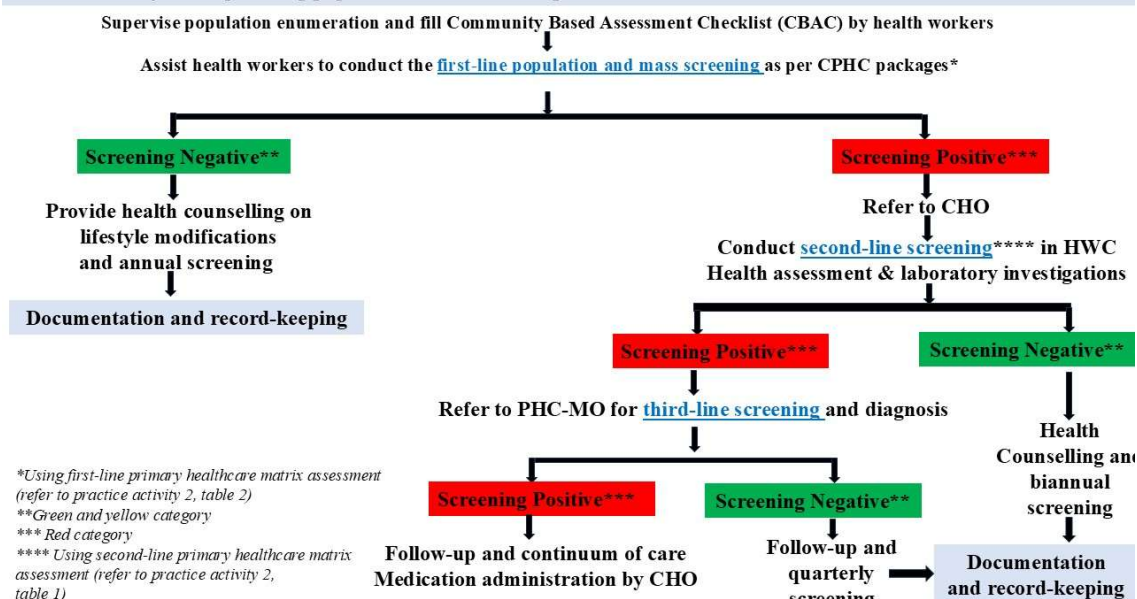 Supervise population enumeration and fill Community Based Assessment Checklist (CBAC) by health workers
Assist health workers to conduct the first-line population and mass screening as per CPHC packages*
Screening Negative**
Provide health counselling on
lifestyle modifications
and annual screening
Documentation and record-keeping
Screening Positive***
Refer to CHO
Conduct second-line screening**** in HWC
Health assessment & laboratory investigations
Screening Positive***
Screening Negative**
Refer to PHC-MO for third-line screening and diagnosis
Health
Counselling and
biannual
screening
Screening Positive***
Screening Negative**
Follow-up and continuum of care
Medication administration by CHO
Follow-up and
quarterly
screening
Documentation
and record-keeping
*Using first-line primary healthcare matrix assessment
(refer to practice activity 2, table 2)
**Green and yellow category
*** Red category
**** Using second-line primary healthcare matrix
assessment (refer to practice activity 2,
table 1)